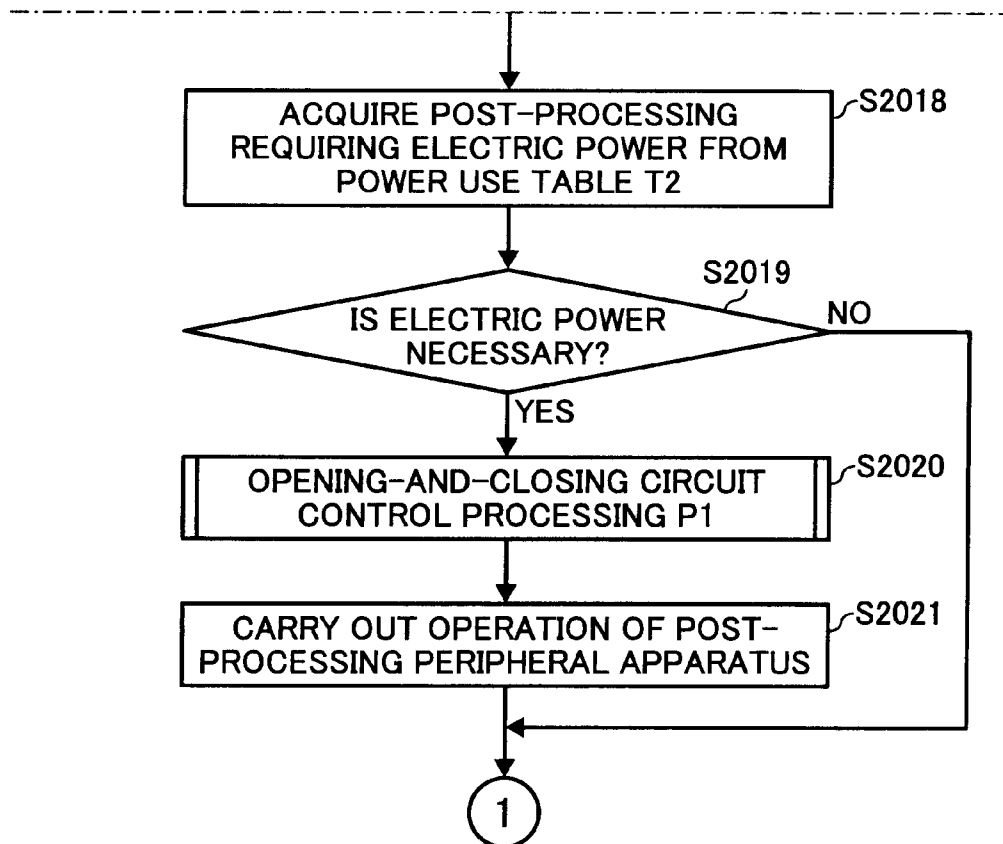 ACQUIRE POST-PROCESSING
REQUIRING ELECTRIC POWER FROM
POWER USE TABLE T2
S2018
S2019
IS ELECTRIC POWER
NECESSARY?
NO
YES
OPENING-AND-CLOSING CIRCUIT
CONTROL PROCESSING P1
S2020
CARRY OUT OPERATION OF POST-
PROCESSING PERIPHERAL APPARATUS
S2021
1